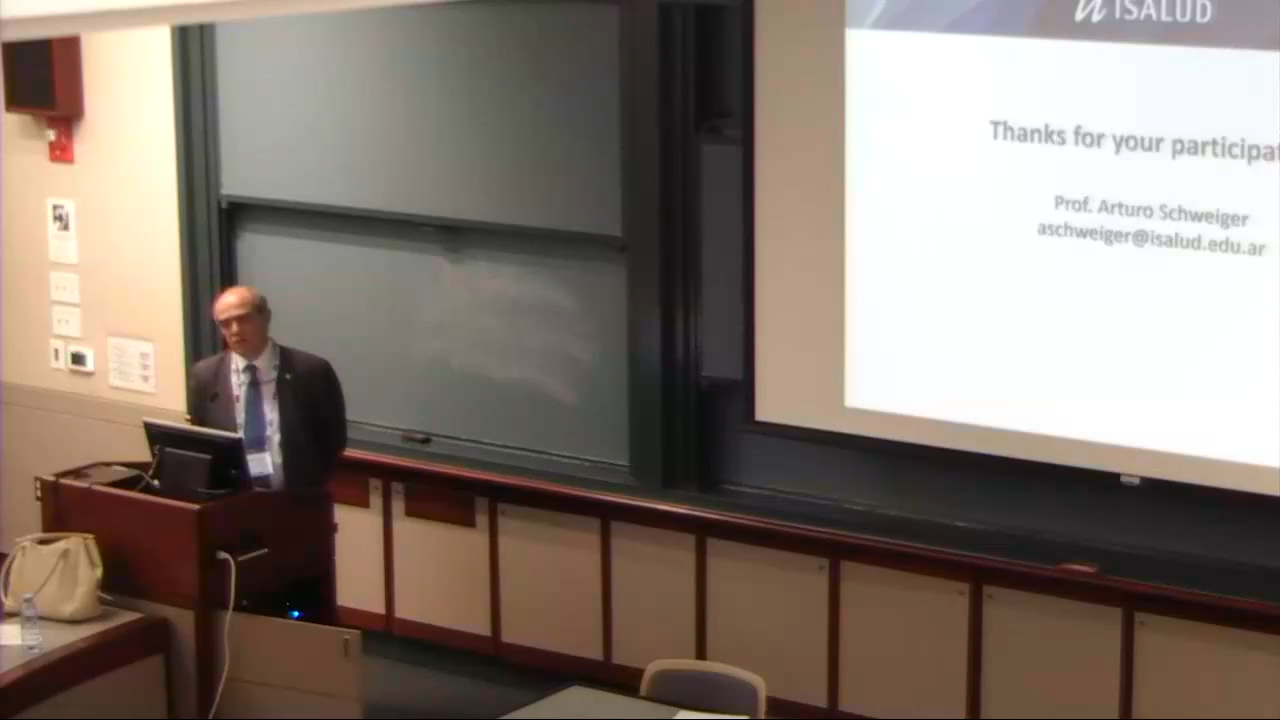 u ISALUD
Thanks for your participat
Prof. Arturo Schweiger
aschweiger@isalud.edu.ar